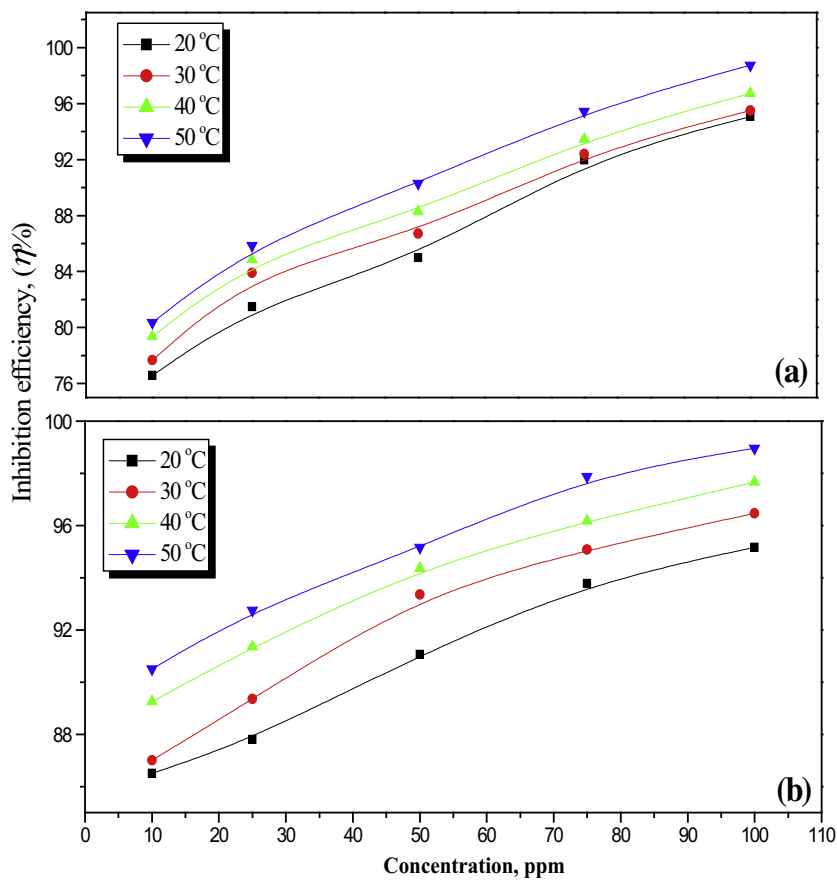 Inhibition efficiency, (η%)
100
96
92
88
84
80
76
20 °C
30 °C
40 °C
50 °C
(a)
100
96
92
88
20 °C
30 °C
40 °C
50 °C
(b)
0 10 20 30 40 50 60 70 80 90 100 110
Concentration, ppm